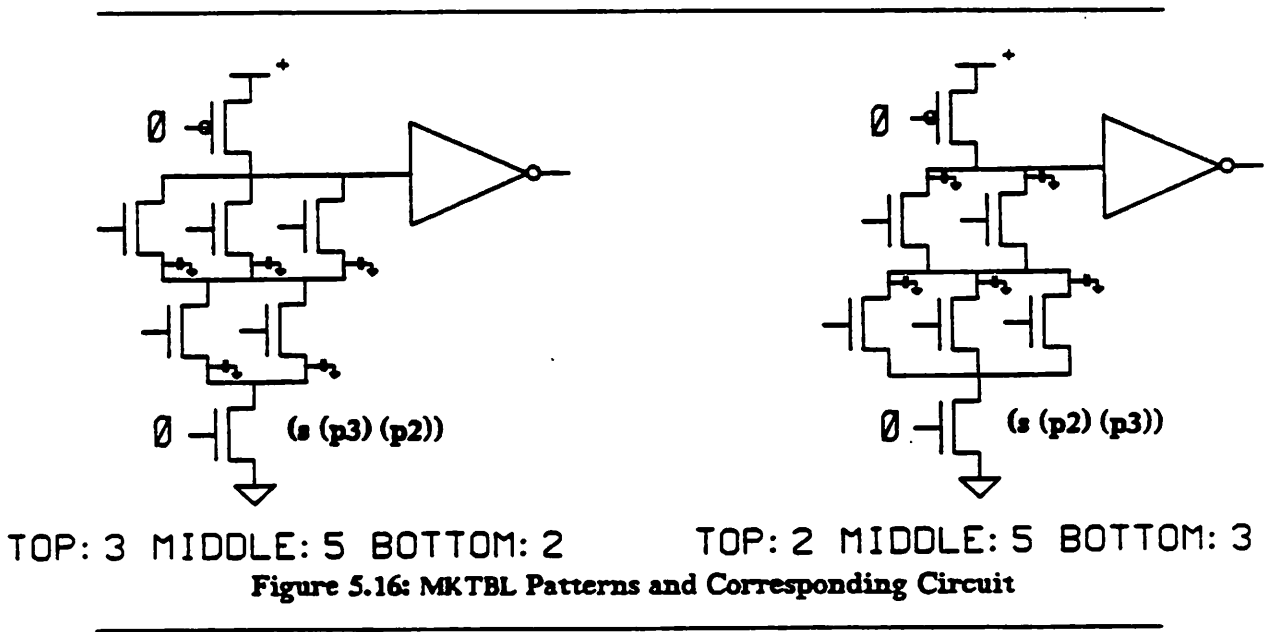 +
+
Ø
Ø
Ø
(s (p3) (p2))
Ø
(s (p2) (p3))
TOP: 3 MIDDLE: 5 BOTTOM: 2
TOP: 2 MIDDLE: 5 BOTTOM: 3
Figure 5.16: MKTBL Patterns and Corresponding Circuit